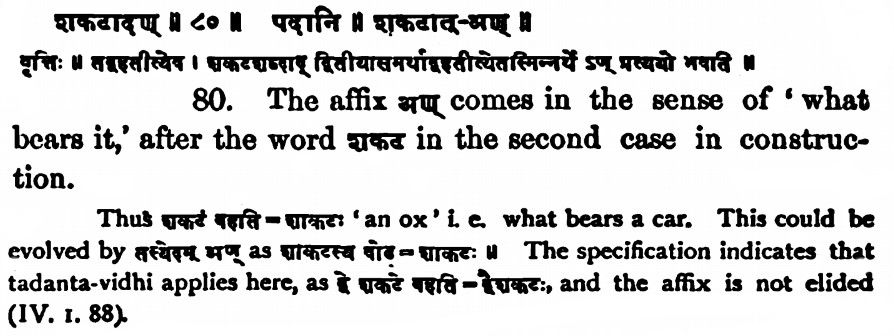 शकटादण् ॥ ८० ॥ पदानि ॥ शकटात्-अण् ॥
वृत्तिः ॥ तद्वहतीत्येव । शकटशब्दाद् द्वितीयासमर्थाद्वहतीत्येतस्मिन्नर्थे ऽण् प्रत्ययो भवति ॥
80. The affix अण् comes in the sense of ‘ what
bears it,’ after the word शकट in the second case in construc-
tion.
Thus शकटं वहति = शाकटः ‘ an ox ’ i. e. what bears a car. This could be
evolved by तस्येदम् अण् as शाकटस्य वोढृ = शाकटः ॥ The specification indicates that
tadanta-vidhi applies here, as द्वे शकटे वहति = द्वैशकटः, and the affix is not elided
(IV. 1. 88).